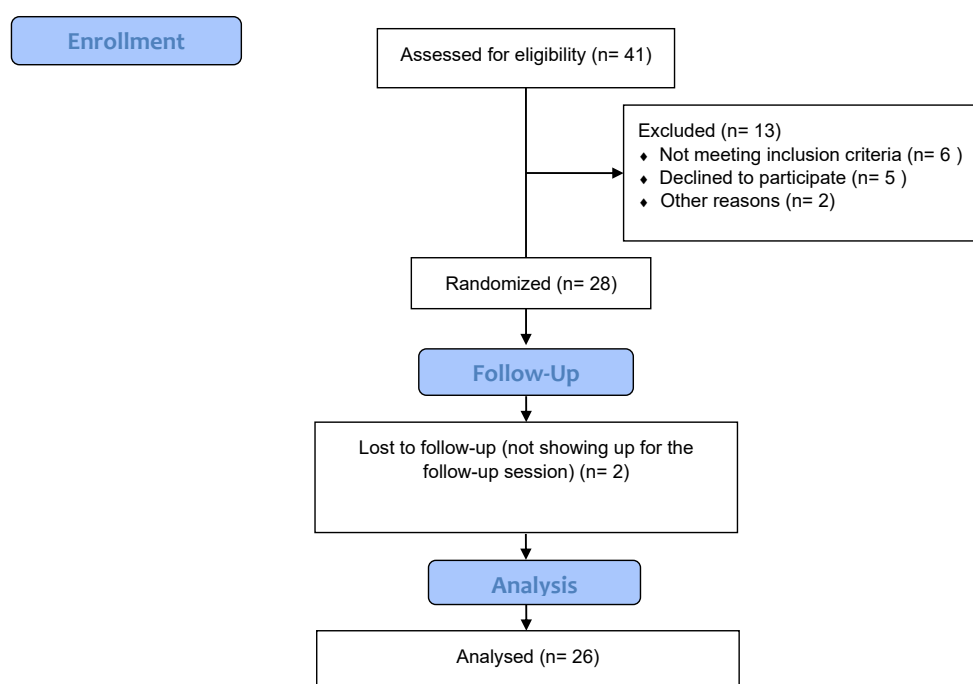 Enrollment
Assessed for eligibility (n= 41)
Excluded (n= 13)
♦ Not meeting inclusion criteria (n= 6 )
♦ Declined to participate (n= 5 )
♦ Other reasons (n= 2)
Randomized (n= 28)
Follow-Up
Lost to follow-up (not showing up for the
follow-up session) (n= 2)
Analysis
Analysed (n= 26)